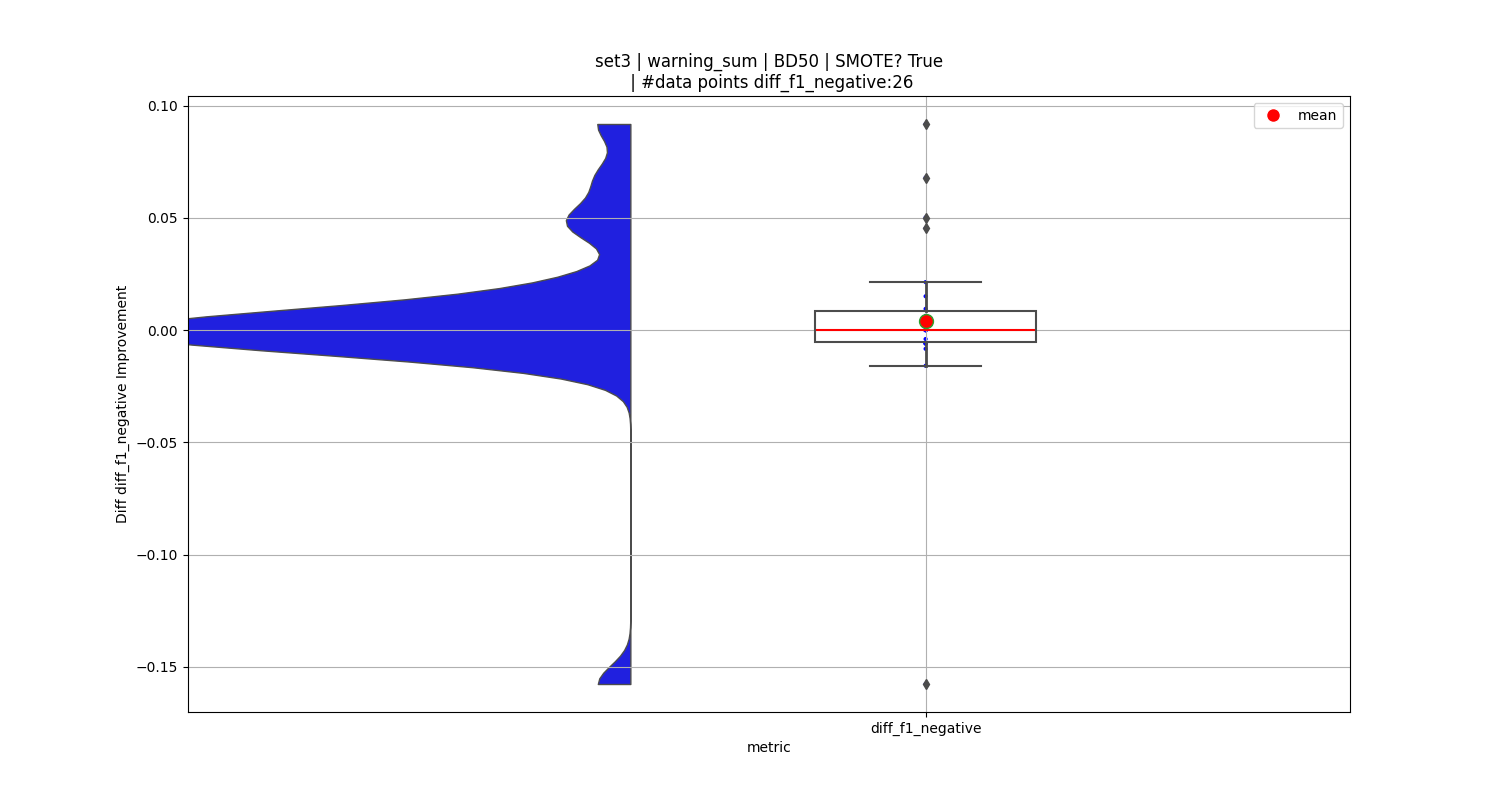 set3 | warning_sum | BD50 | SMOTE? True
| #data points diff_f1_negative:26
mean
0.10
0.05
0.00
−0.05
−0.10
−0.15
Diff diff_f1_negative Improvement
diff_f1_negative
metric